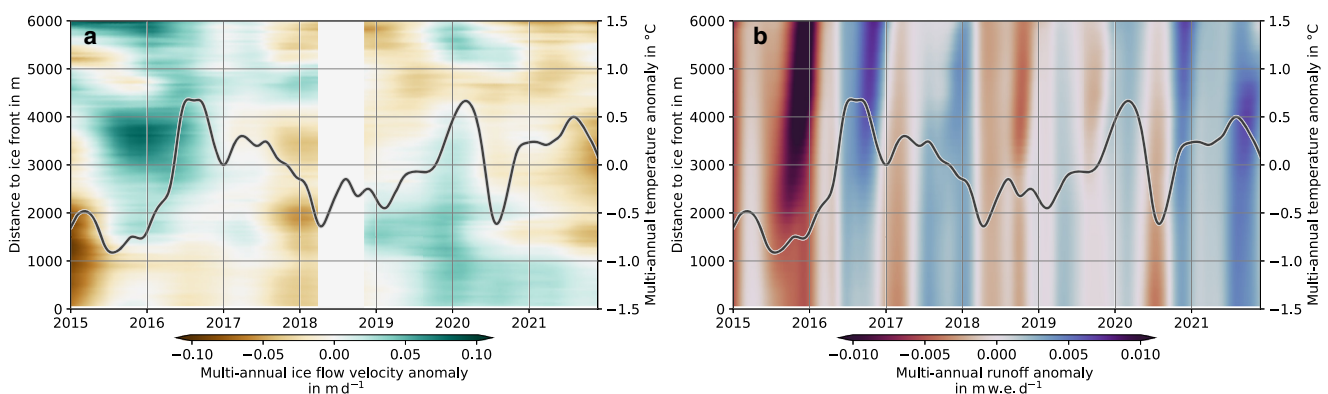 a
Distance to ice front in m
6000
5000
4000
3000
2000
1000
0
2015 2016 2017 2018 2019 2020 2021
1.5
1.0
0.5
0.0
−0.5
−1.0
−1.5
Multi-annual temperature anomaly in °C
−0.10 −0.05 0.00 0.05 0.10
Multi-annual ice flow velocity anomaly
in m d⁻¹
b
Distance to ice front in m
6000
5000
4000
3000
2000
1000
0
2015 2016 2017 2018 2019 2020 2021
1.5
1.0
0.5
0.0
−0.5
−1.0
−1.5
Multi-annual temperature anomaly in °C
−0.010 −0.005 0.000 0.005 0.010
Multi-annual runoff anomaly
in m w.e. d⁻¹